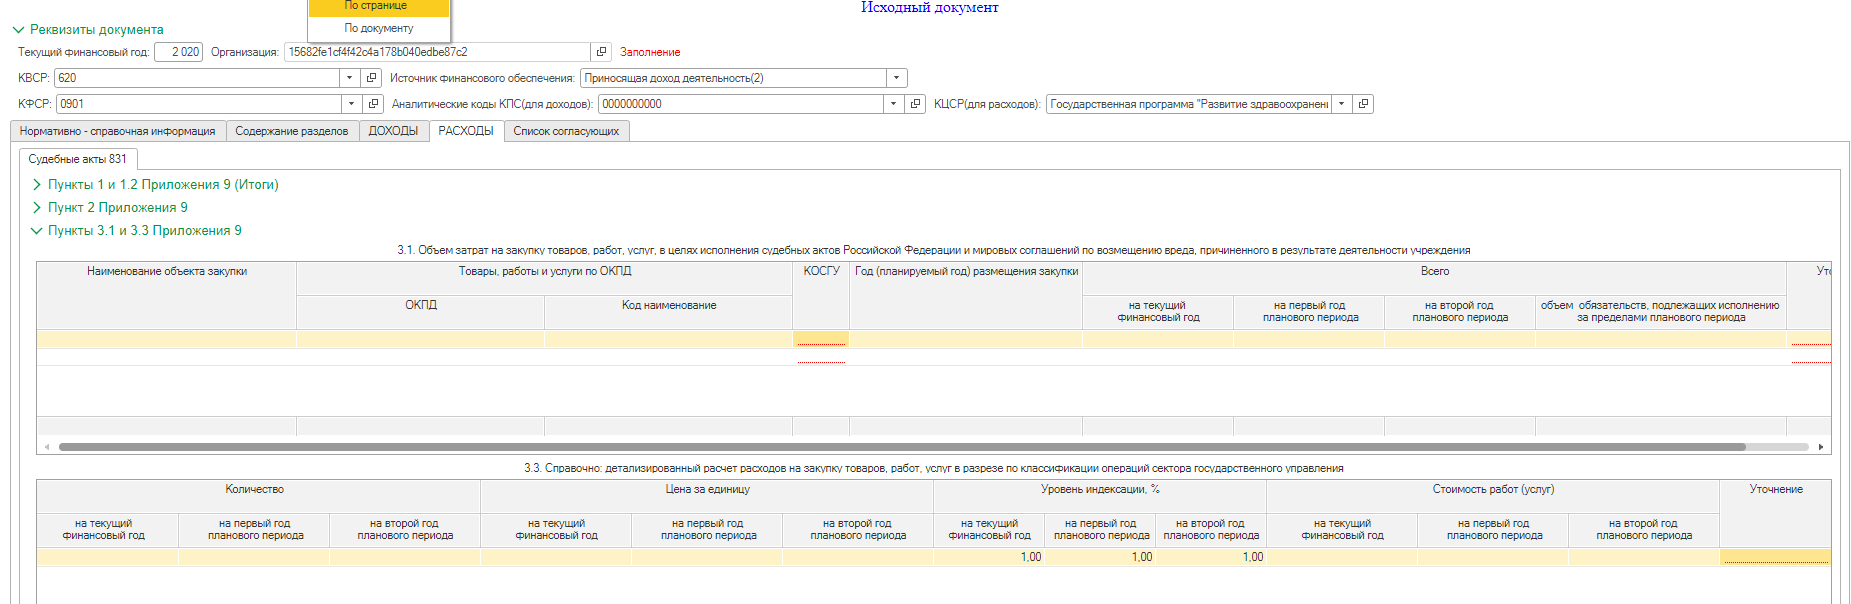 По странице
Исходный документ
По документу
Реквизиты документа
Текущий финансовый год: 2 020 Организация: 15682fe1cf4f42c4a178b040edbe87c2 Заполнение
КВСР: 620 Источник финансового обеспечения: Приносящая доход деятельность(2)
КФСР: 0901 Аналитические коды КПС(для доходов): 0000000000 КЦСР(для расходов): Государственная программа "Развитие здравоохранени
Нормативно - справочная информация Содержание разделов ДОХОДЫ РАСХОДЫ Список согласующих
Судебные акты 831
Пункты 1 и 1.2 Приложения 9 (Итоги)
Пункт 2 Приложения 9
Пункты 3.1 и 3.3 Приложения 9
3.1. Объем затрат на закупку товаров, работ, услуг, в целях исполнения судебных актов Российской Федерации и мировых соглашений по возмещению вреда, причиненного в результате деятельности учреждения
Наименование объекта закупки Товары, работы и услуги по ОКПД КОСГУ Год (планируемый год) размещения закупки Всего Уто
ОКПД Код наименование на текущий на первый год на второй год объем обязательств, подлежащих исполнению
финансовый год планового периода планового периода за пределами планового периода
3.3. Справочно: детализированный расчет расходов на закупку товаров, работ, услуг в разрезе по классификации операций сектора государственного управления
Количество Цена за единицу Уровень индексации, % Стоимость работ (услуг) Уточнение
на текущий на первый год на второй год на текущий на первый год на второй год на текущий на первый год на второй год на текущий на первый год на второй год
финансовый год планового периода планового периода финансовый год планового периода планового периода финансовый год планового периода планового периода финансовый год планового периода планового периода
1,00 1,00 1,00